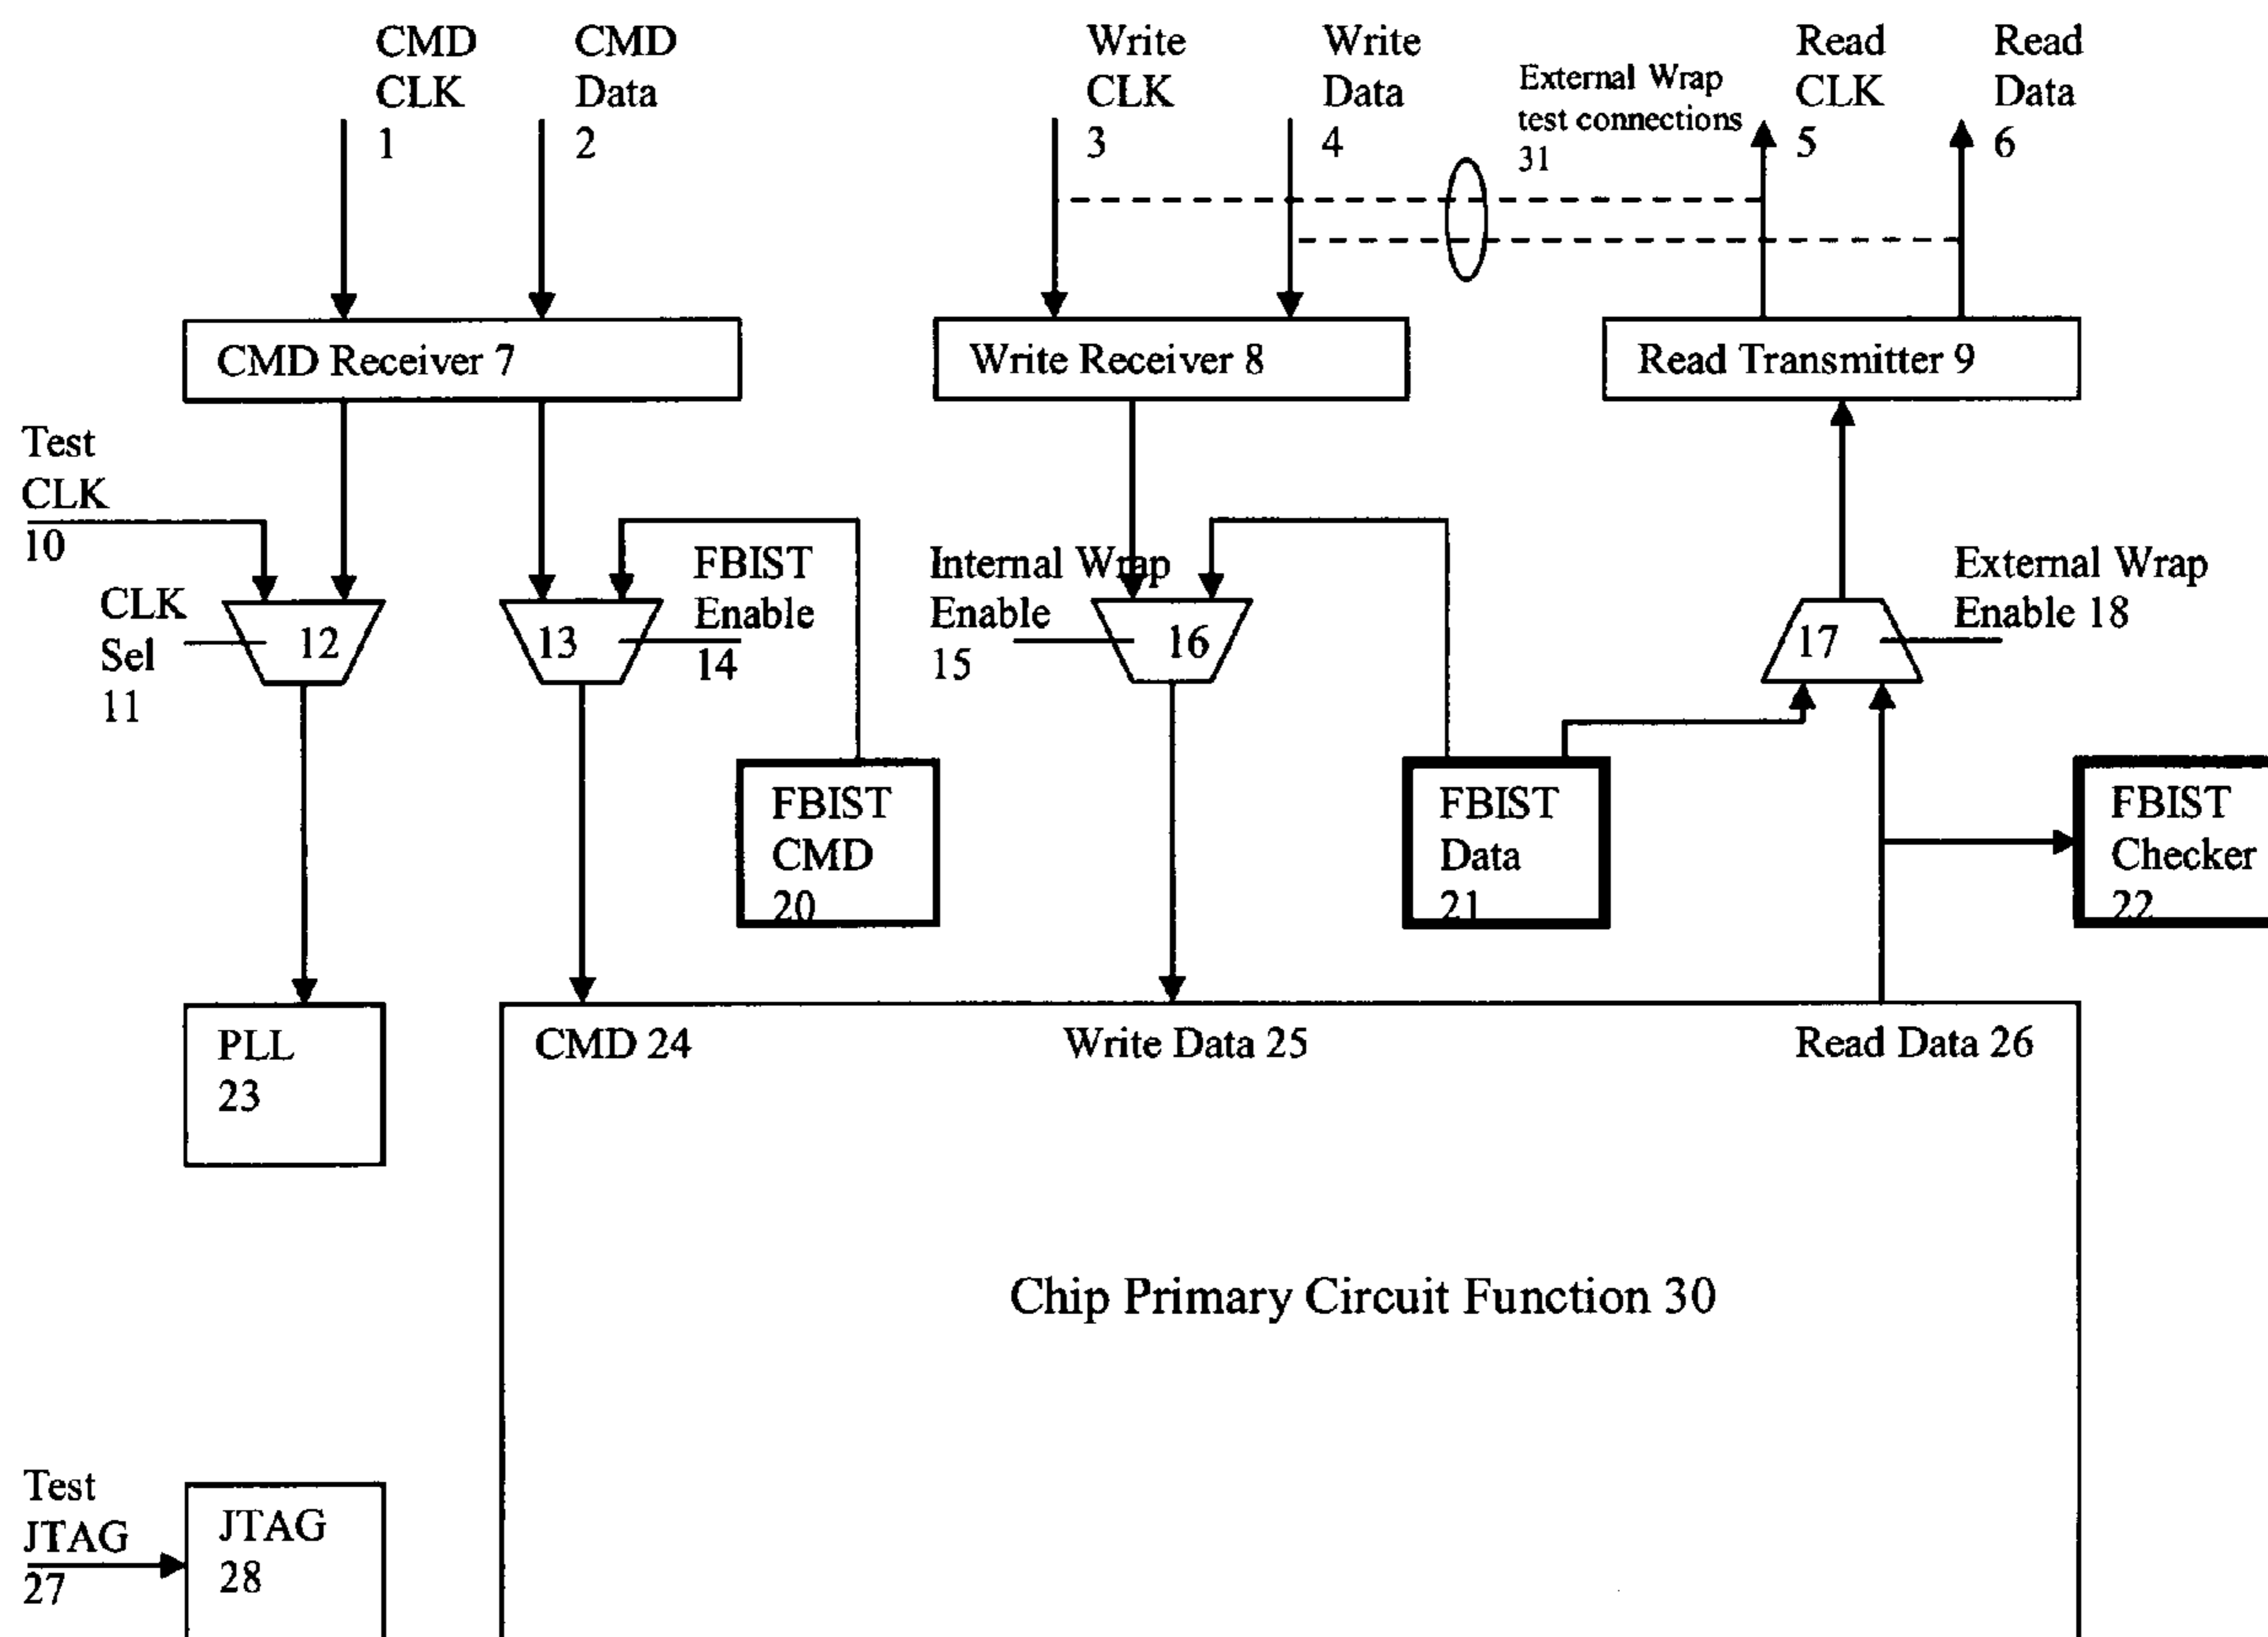 CMD
CLK
1
CMD
Data
2
Write
CLK
3
Write
Data
4
External Wrap
test connections
31
Read
CLK
5
Read
Data
6
CMD Receiver 7
Write Receiver 8
Read Transmitter 9
Test
CLK
10
CLK
Sel
11
12
13
FBIST
Enable
14
Internal Wrap
Enable
15
16
17
External Wrap
Enable 18
FBIST
CMD
20
FBIST
Data
21
FBIST
Checker
22
PLL
23
CMD 24
Write Data 25
Read Data 26
Chip Primary Circuit Function 30
Test
JTAG
27
JTAG
28